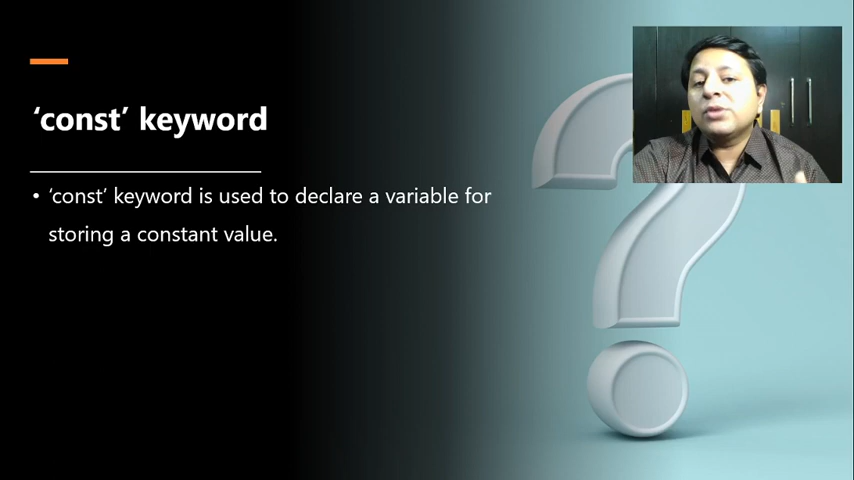 ‘const’ keyword
• ‘const’ keyword is used to declare a variable for
storing a constant value.